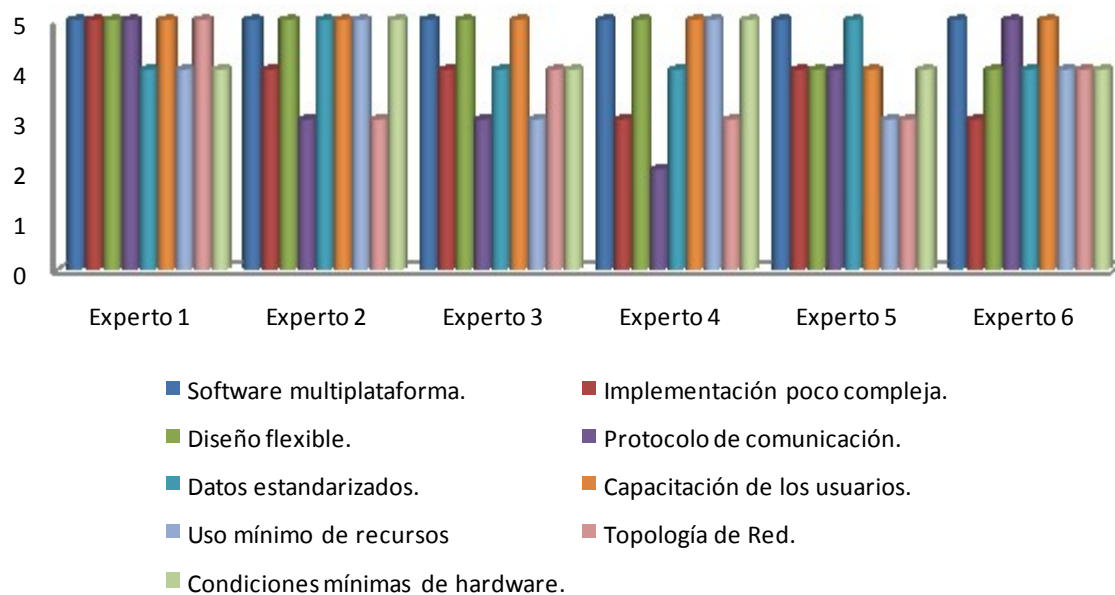 5
4
3
2
1
0
Experto 1 Experto 2 Experto 3 Experto 4 Experto 5 Experto 6
Software multiplataforma. Implementación poco compleja.
Diseño flexible. Protocolo de comunicación.
Datos estandarizados. Capacitación de los usuarios.
Uso mínimo de recursos Topología de Red.
Condiciones mínimas de hardware.